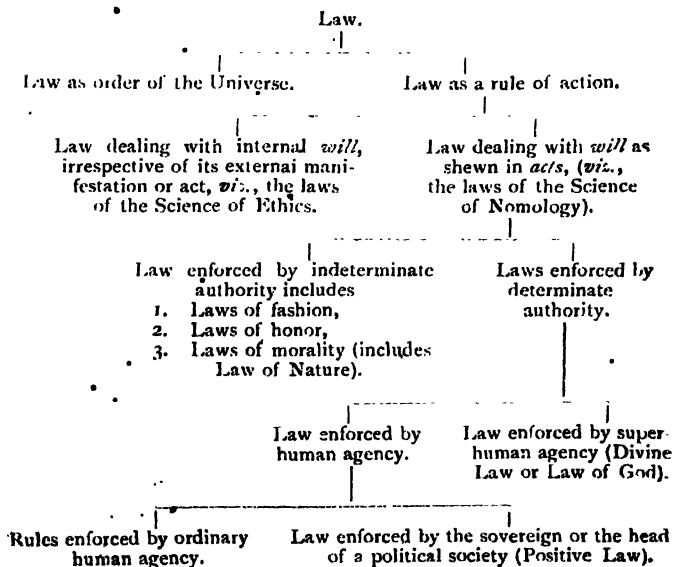 Law.
Law as order of the Universe.
Law as a rule of action.
Law dealing with internal will,
irrespective of its external mani-
festation or act, viz., the laws
of the Science of Ethics.
Law dealing with will as
shewn in acts, (viz.,
the laws of the Science
of Nomology).
Law enforced by indeterminate
authority includes
1. Laws of fashion,
2. Laws of honor,
3. Laws of morality (includes
Law of Nature).
Laws enforced by
determinate
authority.
Law enforced by
human agency.
Law enforced by super-
human agency (Divine
Law or Law of God).
Rules enforced by ordinary
human agency.
Law enforced by the sovereign or the head
of a political society (Positive Law).